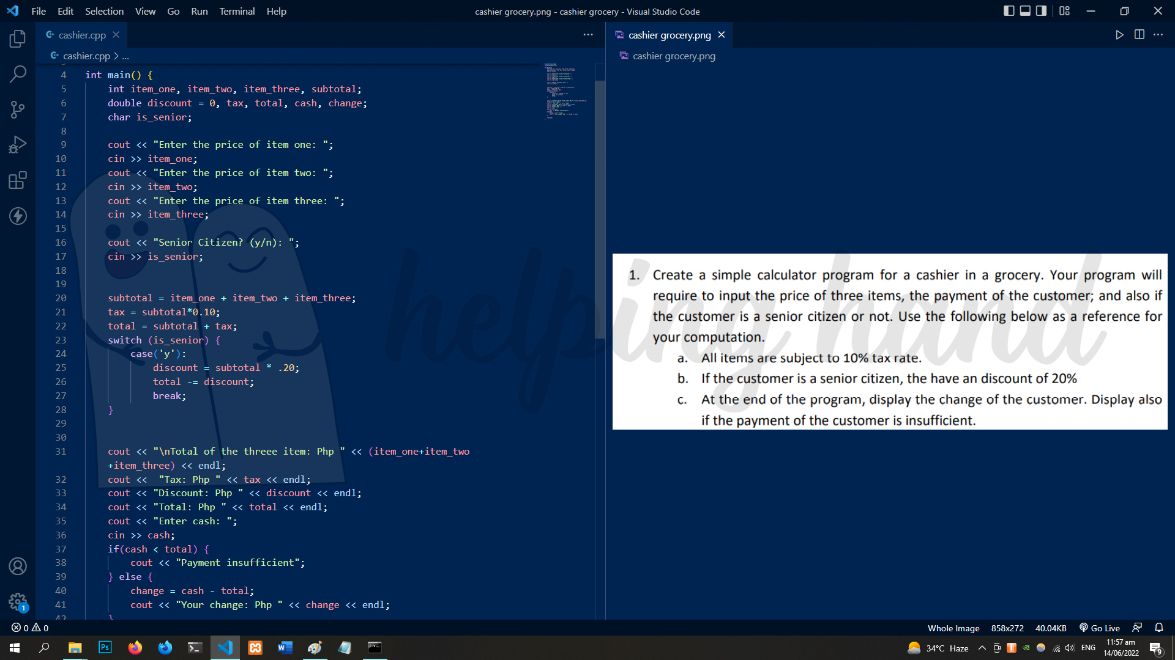 File Edit Selection View Go Run Terminal Help
cashier grocery.png - cashier grocery - Visual Studio Code
cashier.cpp
cashier grocery.png
cashier.cpp > ...
cashier grocery.png
4 int main() {
5 int item_one, item_two, item_three, subtotal;
6 double discount = 0, tax, total, cash, change;
7 char is_senior;
8
9 cout << "Enter the price of item one: ";
10 cin >> item_one;
11 cout << "Enter the price of item two: ";
12 cin >> item_two;
13 cout << "Enter the price of item three: ";
14 cin >> item_three;
15
16 cout << "Senior Citizen? (y/n): ";
17 cin >> is_senior;
18
19
20 subtotal = item_one + item_two + item_three;
21 tax = subtotal*0.10;
22 total = subtotal + tax;
23 switch (is_senior) {
24 case('y'):
25 discount = subtotal * .20;
26 total -= discount;
27 break;
28 }
29
30
31 cout << "\nTotal of the threee item: Php " << (item_one+item_two
+item_three) << endl;
32 cout << "Tax: Php " << tax << endl;
33 cout << "Discount: Php " << discount << endl;
34 cout << "Total: Php " << total << endl;
35 cout << "Enter cash: ";
36 cin >> cash;
37 if(cash < total) {
38 cout << "Payment insufficient";
39 } else {
40 change = cash - total;
41 cout << "Your change: Php " << change << endl;
42 }
helping hand
1. Create a simple calculator program for a cashier in a grocery. Your program will
require to input the price of three items, the payment of the customer; and also if
the customer is a senior citizen or not. Use the following below as a reference for
your computation.
a. All items are subject to 10% tax rate.
b. If the customer is a senior citizen, the have an discount of 20%
c. At the end of the program, display the change of the customer. Display also
if the payment of the customer is insufficient.
1
0 0
Whole Image 858x272 40.04KB Go Live
34°C Haze
ENG
11:57 am
14/06/2022